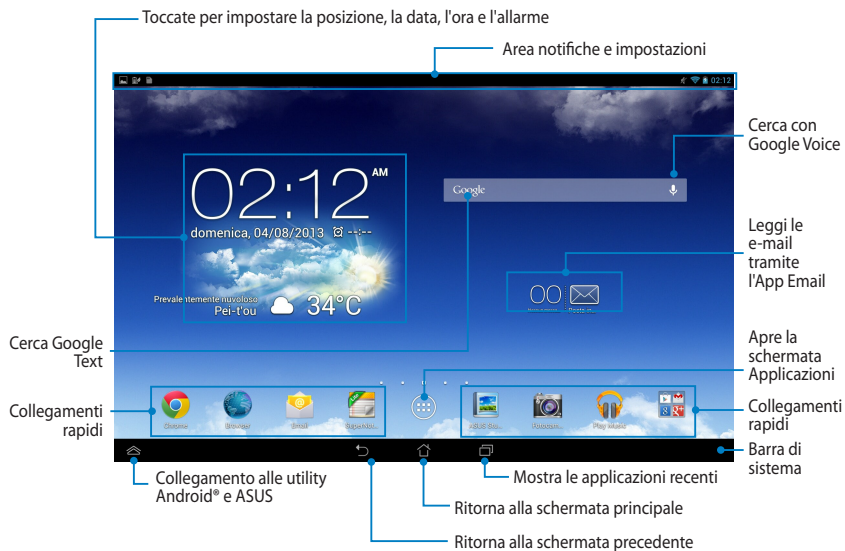 Toccate per impostare la posizione, la data, l'ora e l'allarme
Area notifiche e impostazioni
02:12
Cerca con
Google Voice
02:12 AM
domenica, 04/08/2013 --:--
Google
Leggi le
e-mail
tramite
l'App Email
Prevalentemente nuvoloso
Pei-t'ou
34°C
00
Cerca Google
Text
Apre la
schermata
Applicazioni
Collegamenti
rapidi
Chrome
Browser
Email
Fotocam...
Play Music
Collegamenti
rapidi
Barra di
sistema
Collegamento alle utility
Android® e ASUS
Mostra le applicazioni recenti
Ritorna alla schermata principale
Ritorna alla schermata precedente